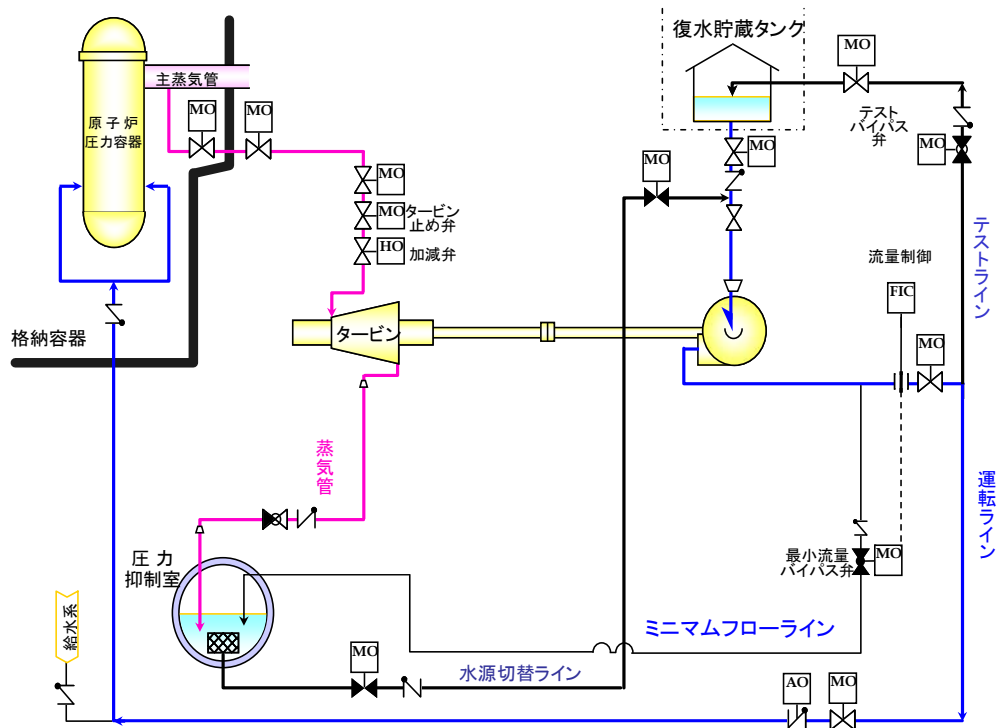 復水貯蔵タンク
MO
主蒸気管
MO
MO
原子炉
圧力容器
テスト
バイパス
弁
MO
MO
MO
MO
MO
タービン
止め弁
HO
加減弁
テストライン
流量制御
FIC
格納容器
タービン
MO
蒸気管
運転ライン
圧力
抑制室
最小流量
バイパス弁
MO
給水系
ミニマムフローライン
MO
水源切替ライン
AO
MO